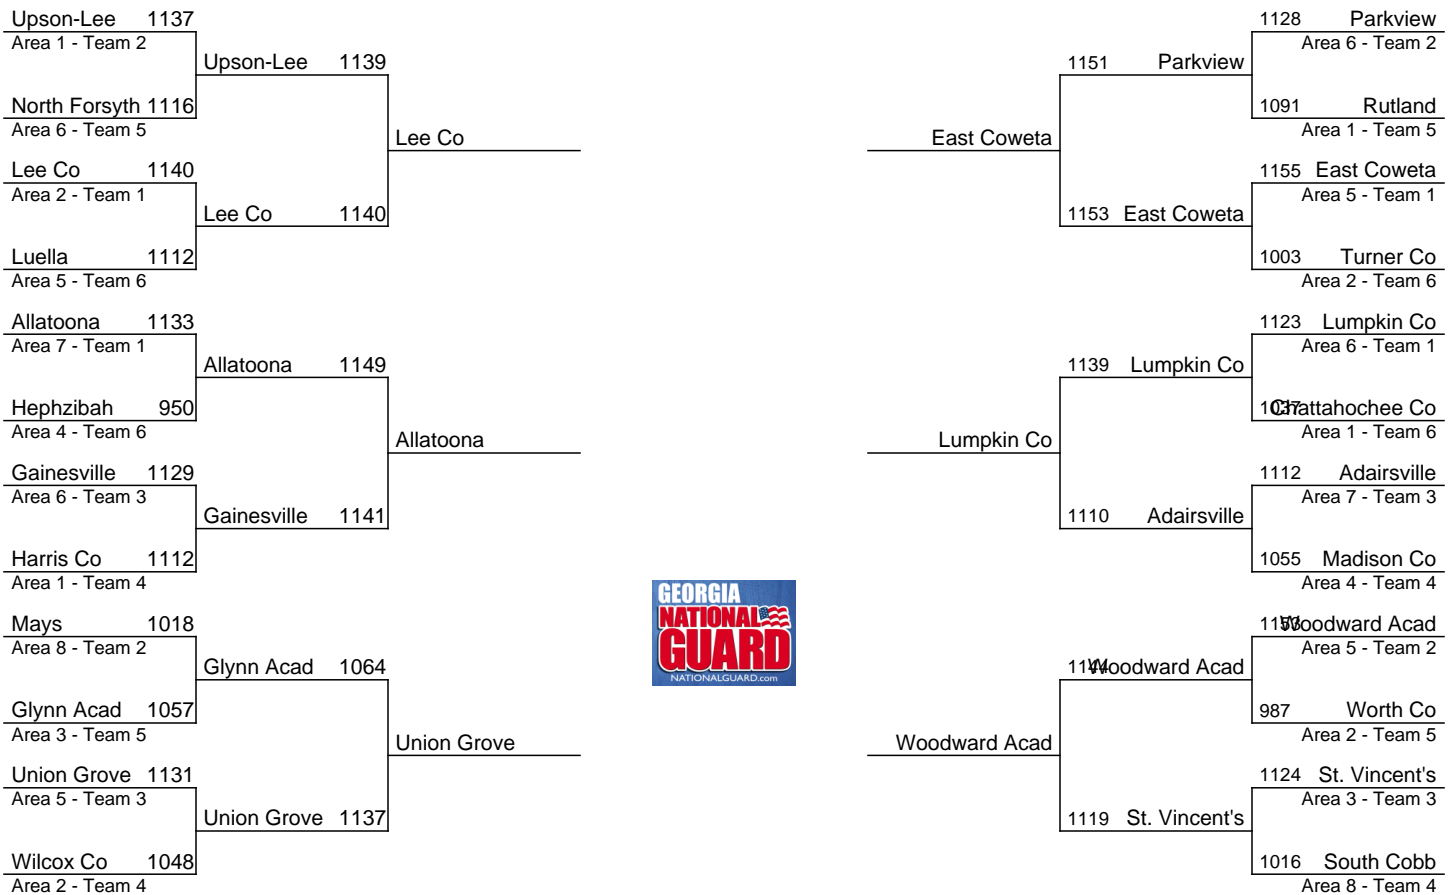 Upson-Lee 1137
Area 1 - Team 2
North Forsyth 1116
Area 6 - Team 5
Lee Co 1140
Area 2 - Team 1
Luella 1112
Area 5 - Team 6
Allatoona 1133
Area 7 - Team 1
Hephzibah 950
Area 4 - Team 6
Gainesville 1129
Area 6 - Team 3
Harris Co 1112
Area 1 - Team 4
Mays 1018
Area 8 - Team 2
Glynn Acad 1057
Area 3 - Team 5
Union Grove 1131
Area 5 - Team 3
Wilcox Co 1048
Area 2 - Team 4
Upson-Lee 1139
Lee Co 1140
Allatoona 1149
Gainesville 1141
Glynn Acad 1064
Union Grove 1137
Lee Co
Allatoona
Union Grove
GEORGIA
NATIONAL
GUARD
NATIONALGUARD.com
East Coweta
Lumpkin Co
Woodward Acad
1151 Parkview
1153 East Coweta
1139 Lumpkin Co
1110 Adairsville
1144 Woodward Acad
1119 St. Vincent's
1128 Parkview
Area 6 - Team 2
1091 Rutland
Area 1 - Team 5
1155 East Coweta
Area 5 - Team 1
1003 Turner Co
Area 2 - Team 6
1123 Lumpkin Co
Area 6 - Team 1
1037 Chattahochee Co
Area 1 - Team 6
1112 Adairsville
Area 7 - Team 3
1055 Madison Co
Area 4 - Team 4
1153 Woodward Acad
Area 5 - Team 2
987 Worth Co
Area 2 - Team 5
1124 St. Vincent's
Area 3 - Team 3
1016 South Cobb
Area 8 - Team 4